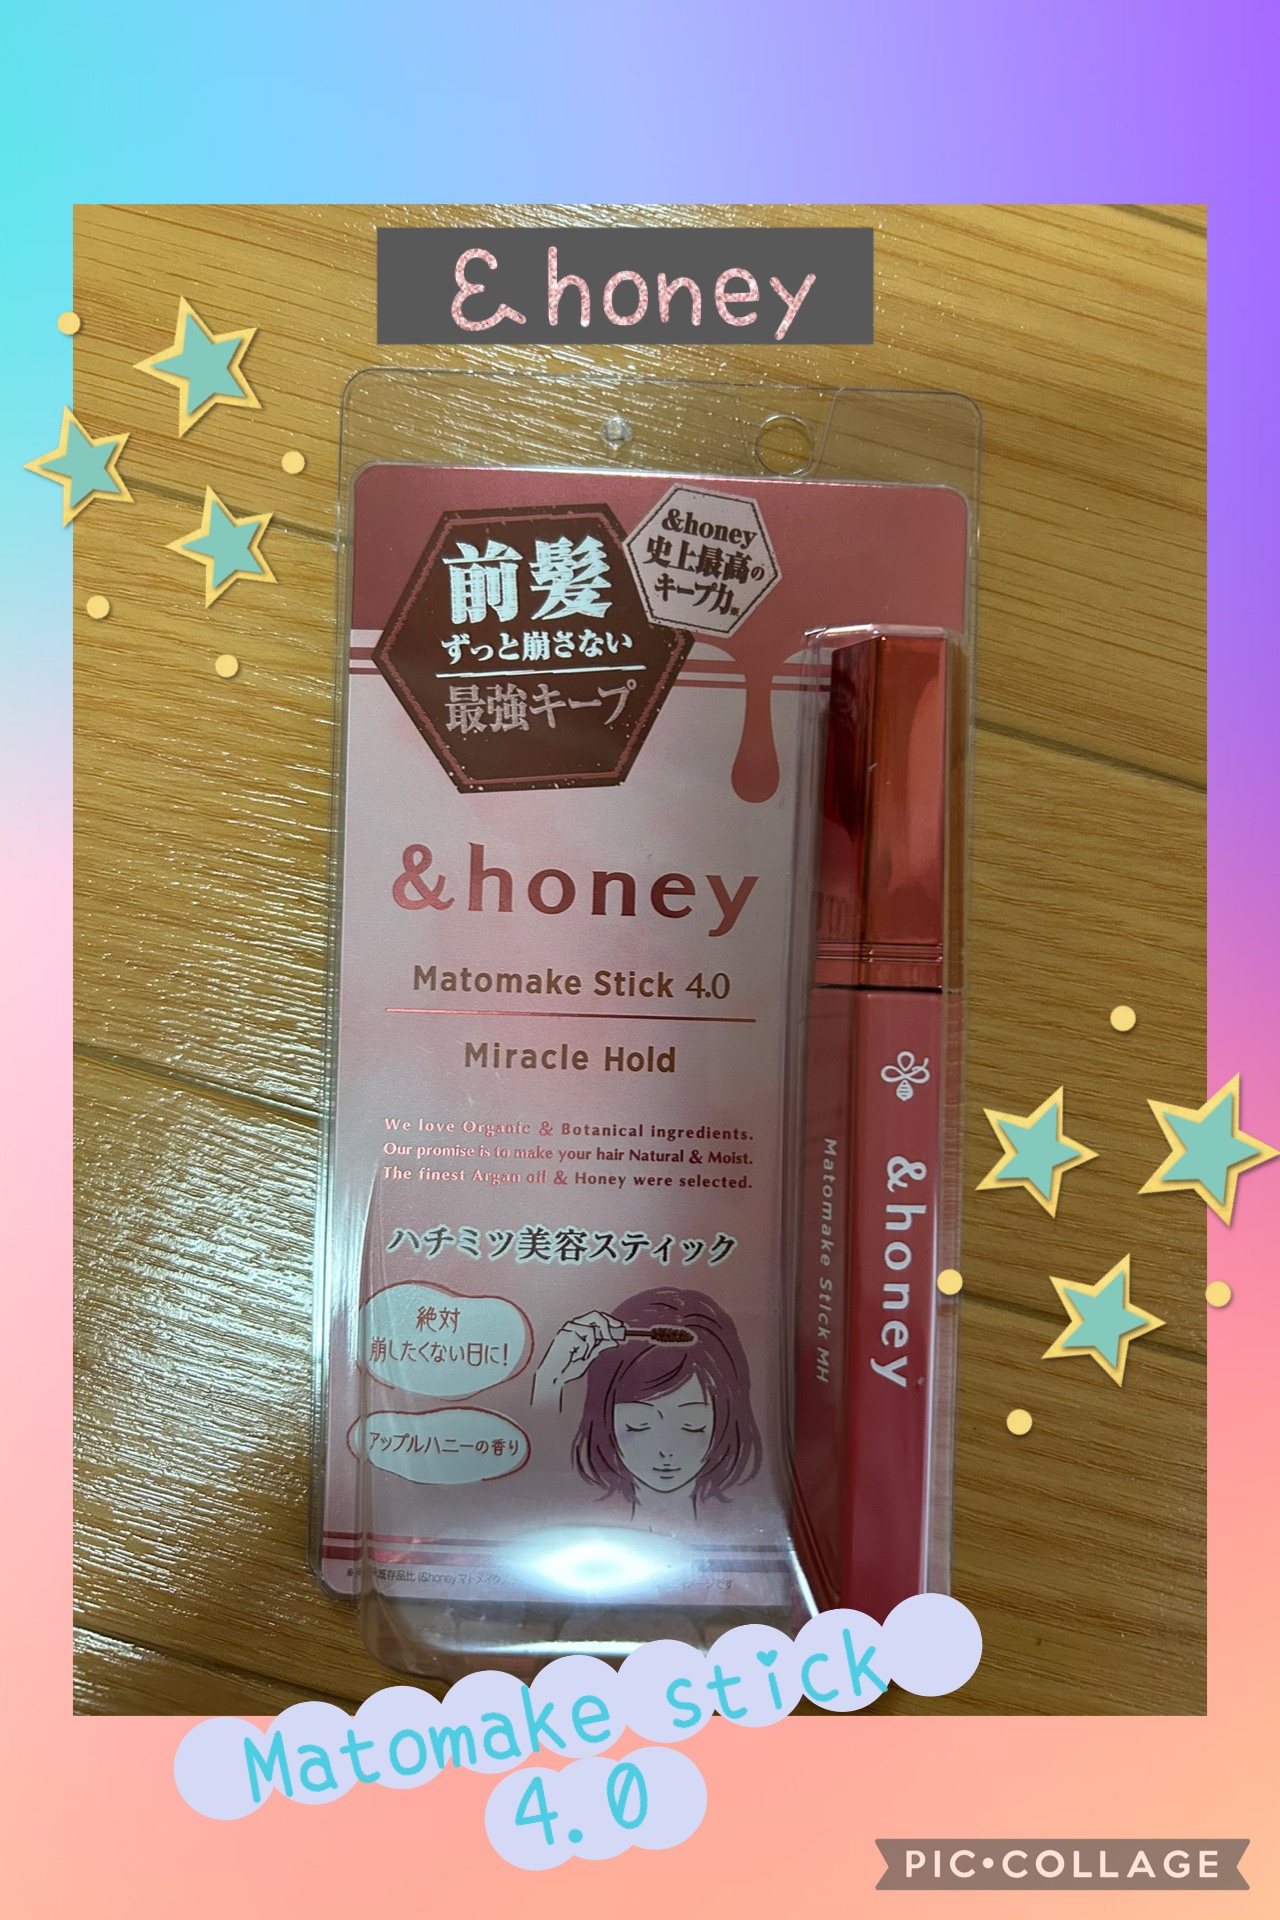 &honey
前髪
ずっと崩さない
最強キープ
&honey
史上最高の
キープ力※
&honey
Matomake Stick 4.0
Miracle Hold
We love Organic & Botanical ingredients.
Our promise is to make your hair Natural & Moist.
The finest Argan oil & Honey were selected.
ハチミツ美容スティック
絶対
崩したくない日に!
アップルハニーの香り
&honey
Matomake Stick MH
Matomake stick
4.0
PIC•COLLAGE